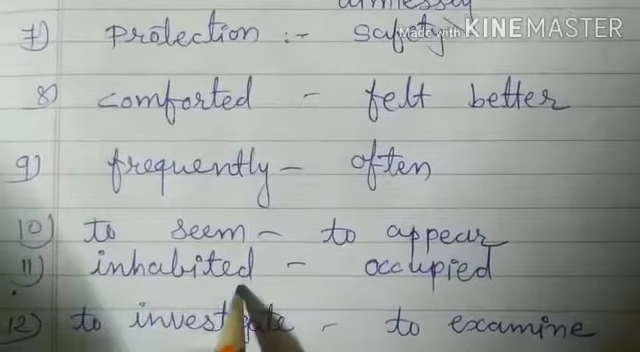 7) Protection :- safety
Made with KINEMASTER
8) comforted - felt better
9) frequently - often
10) to seem - to appear
11) inhabited - occupied
12) to investigate - to examine